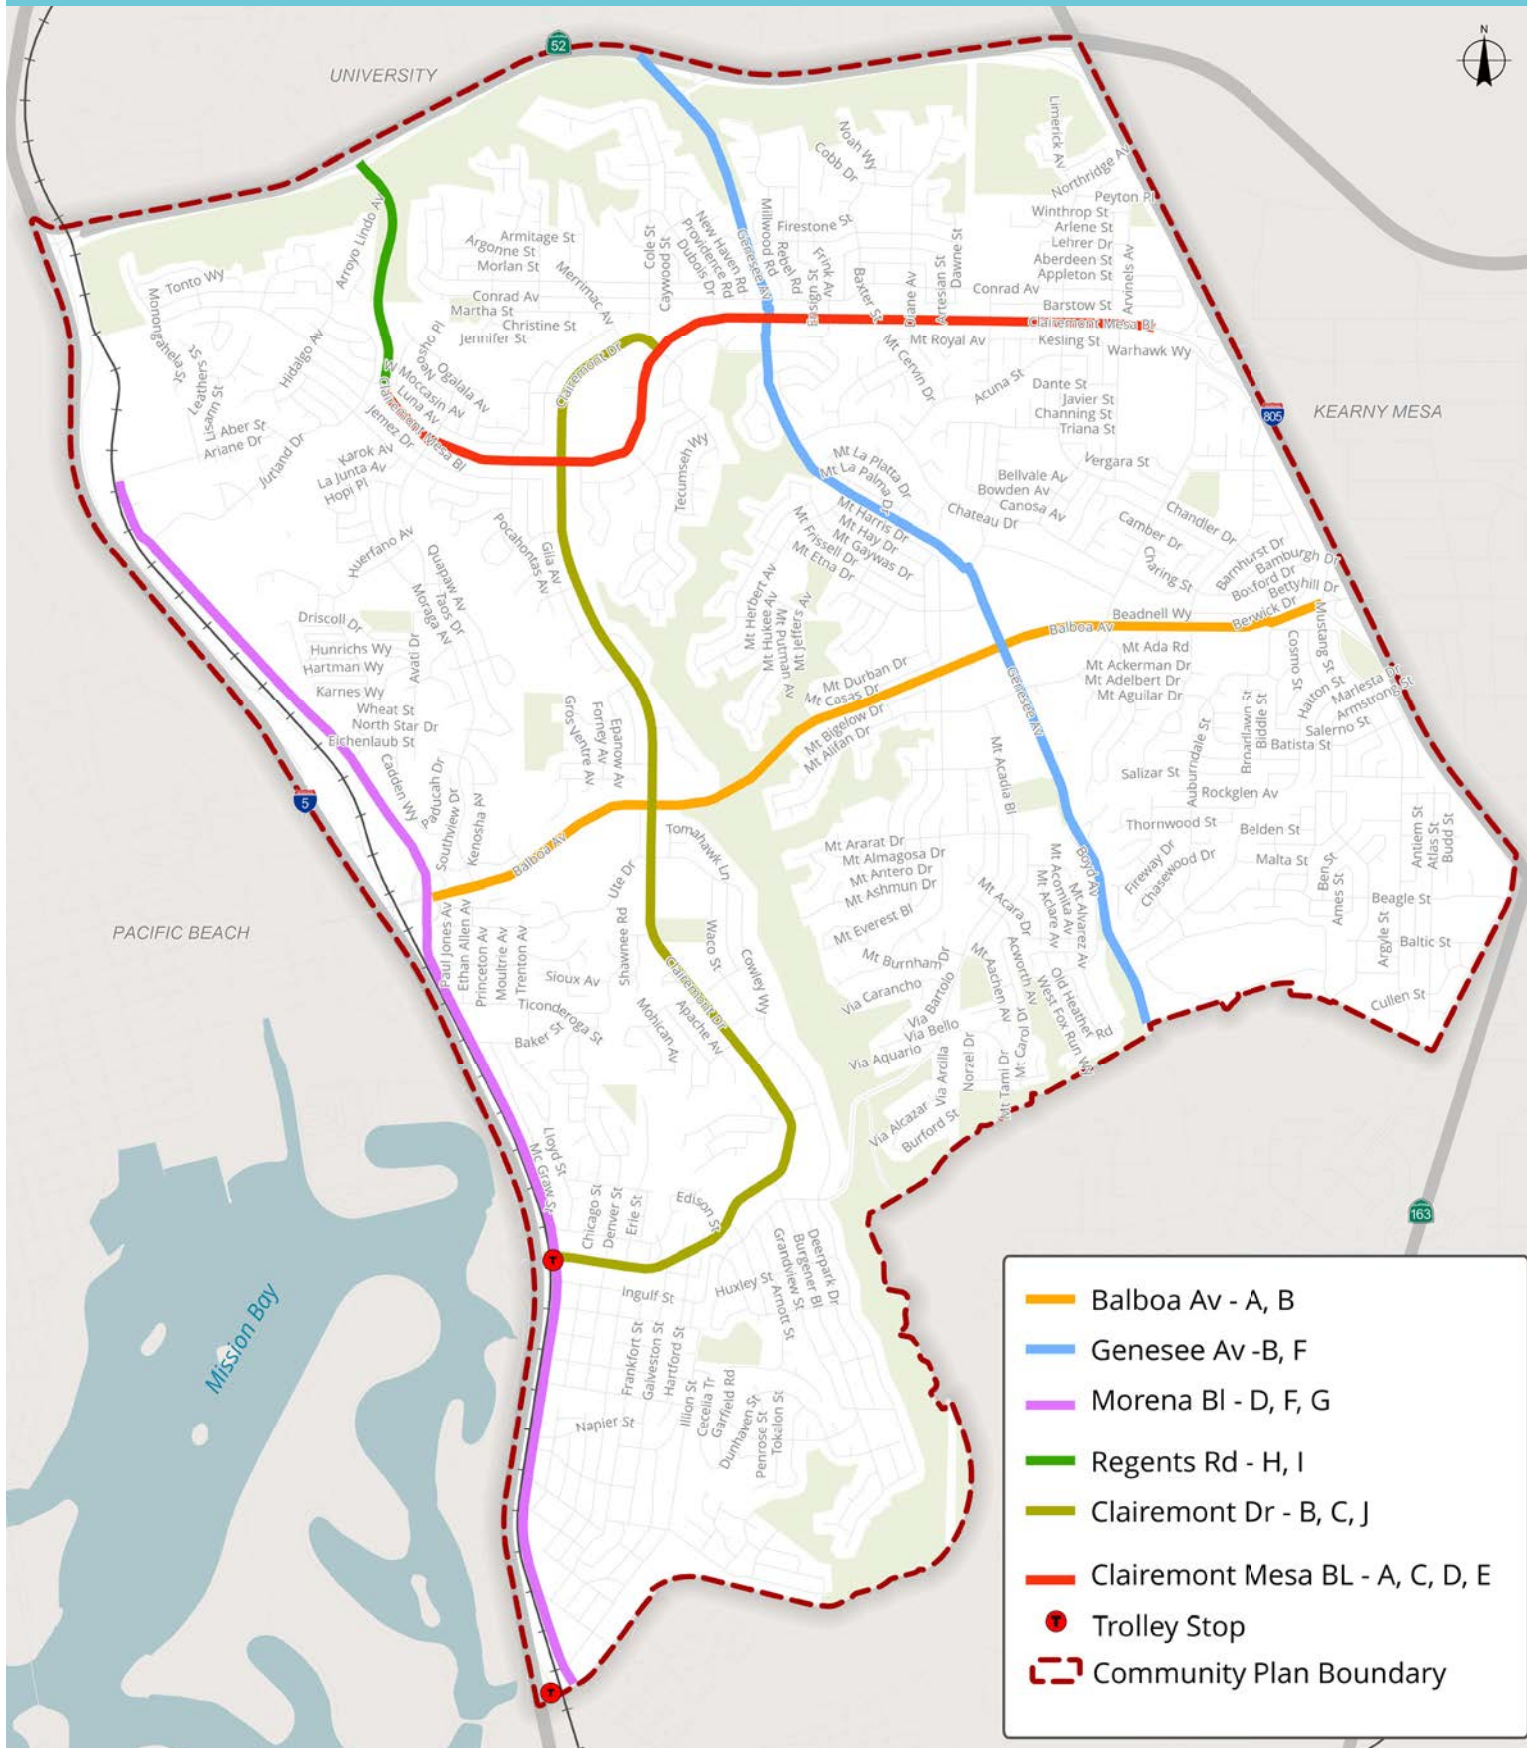 N
52
UNIVERSITY
Limerick Av
Noah Wy
Cobb Dr
Northridge Av
Peyton Pl
Winthrop St
Arlene St
Lehrer Dr
Aberdeen St
Appleton St
Arvinels Av
Arroyo Lindo Av
Armitage St
Argonne St
Morlan St
Merrimac Av
Cole St
Caywood St
New Haven Rd
Providence Rd
Dubois Dr
Genesee Av
Millwood Rd
Rebel Rd
Firestone St
Frink Av
Baxter St
Diane Av
Artesian St
Dawne St
Conrad Av
Barstow St
Tonto Wy
Monongahela St
Conrad Av
Martha St
Christine St
Jennifer St
Clairemont Mesa Bl
Kesling St
Warhawk Wy
Mt Royal Av
Mt Cervin Dr
Acuna St
Dante St
Javier St
Channing St
Triana St
Vergara St
805
KEARNY MESA
Leathers St
Lisann St
Hidalgo Av
Aber St
Ariane Dr
Jutland Dr
W Moccasin Av
Ogalala Av
Luna Av
Jemez Dr
Clairemont Mesa Bl
Karok Av
La Junta Av
Hopi Pl
Clairemont Dr
Tecumseh Wy
Mt La Platta Dr
Mt La Palma Dr
Mt Harris Dr
Mt Hay Dr
Mt Gaywas Dr
Mt Frissell Dr
Mt Etna Dr
Bellvale Av
Bowden Av
Canosa Av
Chateau Dr
Camber Dr
Chandler Dr
Charing St
Barnhurst Dr
Bamburgh Dr
Boxford Dr
Bettyhill Dr
Berwick Dr
Huerfano Av
Pocahontas Av
Gila Av
Quapaw Av
Taos Dr
Moraga Av
Mt Herbert Av
Mt Hukee Av
Mt Putman Av
Mt Jeffers Av
Beadnell Wy
Balboa Av
Mustang St
Driscoll Dr
Hunrichs Wy
Hartman Wy
Karnes Wy
Wheat St
North Star Dr
Eichenlaub St
Avati Dr
Mt Ada Rd
Mt Ackerman Dr
Mt Adelbert Dr
Mt Aguilar Dr
Cosmo St
Haton St
Marlesta Dr
Armstrong St
Salerno St
Batista St
Biddle St
Auburndale St
Mt Durban Dr
Mt Casas Dr
Mt Bigelow Dr
Mt Alifan Dr
Genesee Av
Gros Ventre Av
Forney Av
Epanow Av
Mt Acadia Bl
Salizar St
Rockglen Av
Cadden Wy
Paducah Dr
Southview Dr
Kenosha Av
5
Balboa Av
Tomahawk Ln
Ute Dr
Thornwood St
Belden St
Malta St
Ben St
Ames St
Antiem St
Atlas St
Budd St
Fireway Dr
Chasewood Dr
Boyd Av
Mt Ararat Dr
Mt Almagosa Dr
Mt Antero Dr
Mt Ashmun Dr
Mt Everest Bl
Mt Acara Dr
Mt Acomita Av
Mt Aclare Av
Mt Alvarez Av
Beagle St
Argyle St
Baltic St
Cullen St
PACIFIC BEACH
Paul Jones Av
Ethan Allen Av
Princeton Av
Moultrie Av
Trenton Av
Sioux Av
Shawnee Rd
Waco St
Cowley Wy
Clairemont Dr
Apache Av
Mohican Av
Ticonderoga St
Baker St
Mt Burnham Dr
Via Carancho
Via Bartolo
Via Bello
Via Aquario
Mt Aachen Av
Acworth Av
Old Heather Rd
West Fox Run Wy
Mt Carol Dr
Mt Tami Dr
Norzel Dr
Via Ardilla
Via Alcazar
Burford St
Lloyd St
Mc Graw St
Chicago St
Denver St
Erie St
Edison St
163
T
Deerpark Dr
Burgener Bl
Grandview St
Arnott St
Huxley St
Ingulf St
Frankfort St
Galveston St
Hartford St
Illion St
Cecelia Tr
Garfield Rd
Dunhaven St
Penrose St
Tokalon St
Napier St
Mission Bay
T
Balboa Av - A, B
Genesee Av -B, F
Morena Bl - D, F, G
Regents Rd - H, I
Clairemont Dr - B, C, J
Clairemont Mesa BL - A, C, D, E
T
Trolley Stop
Community Plan Boundary